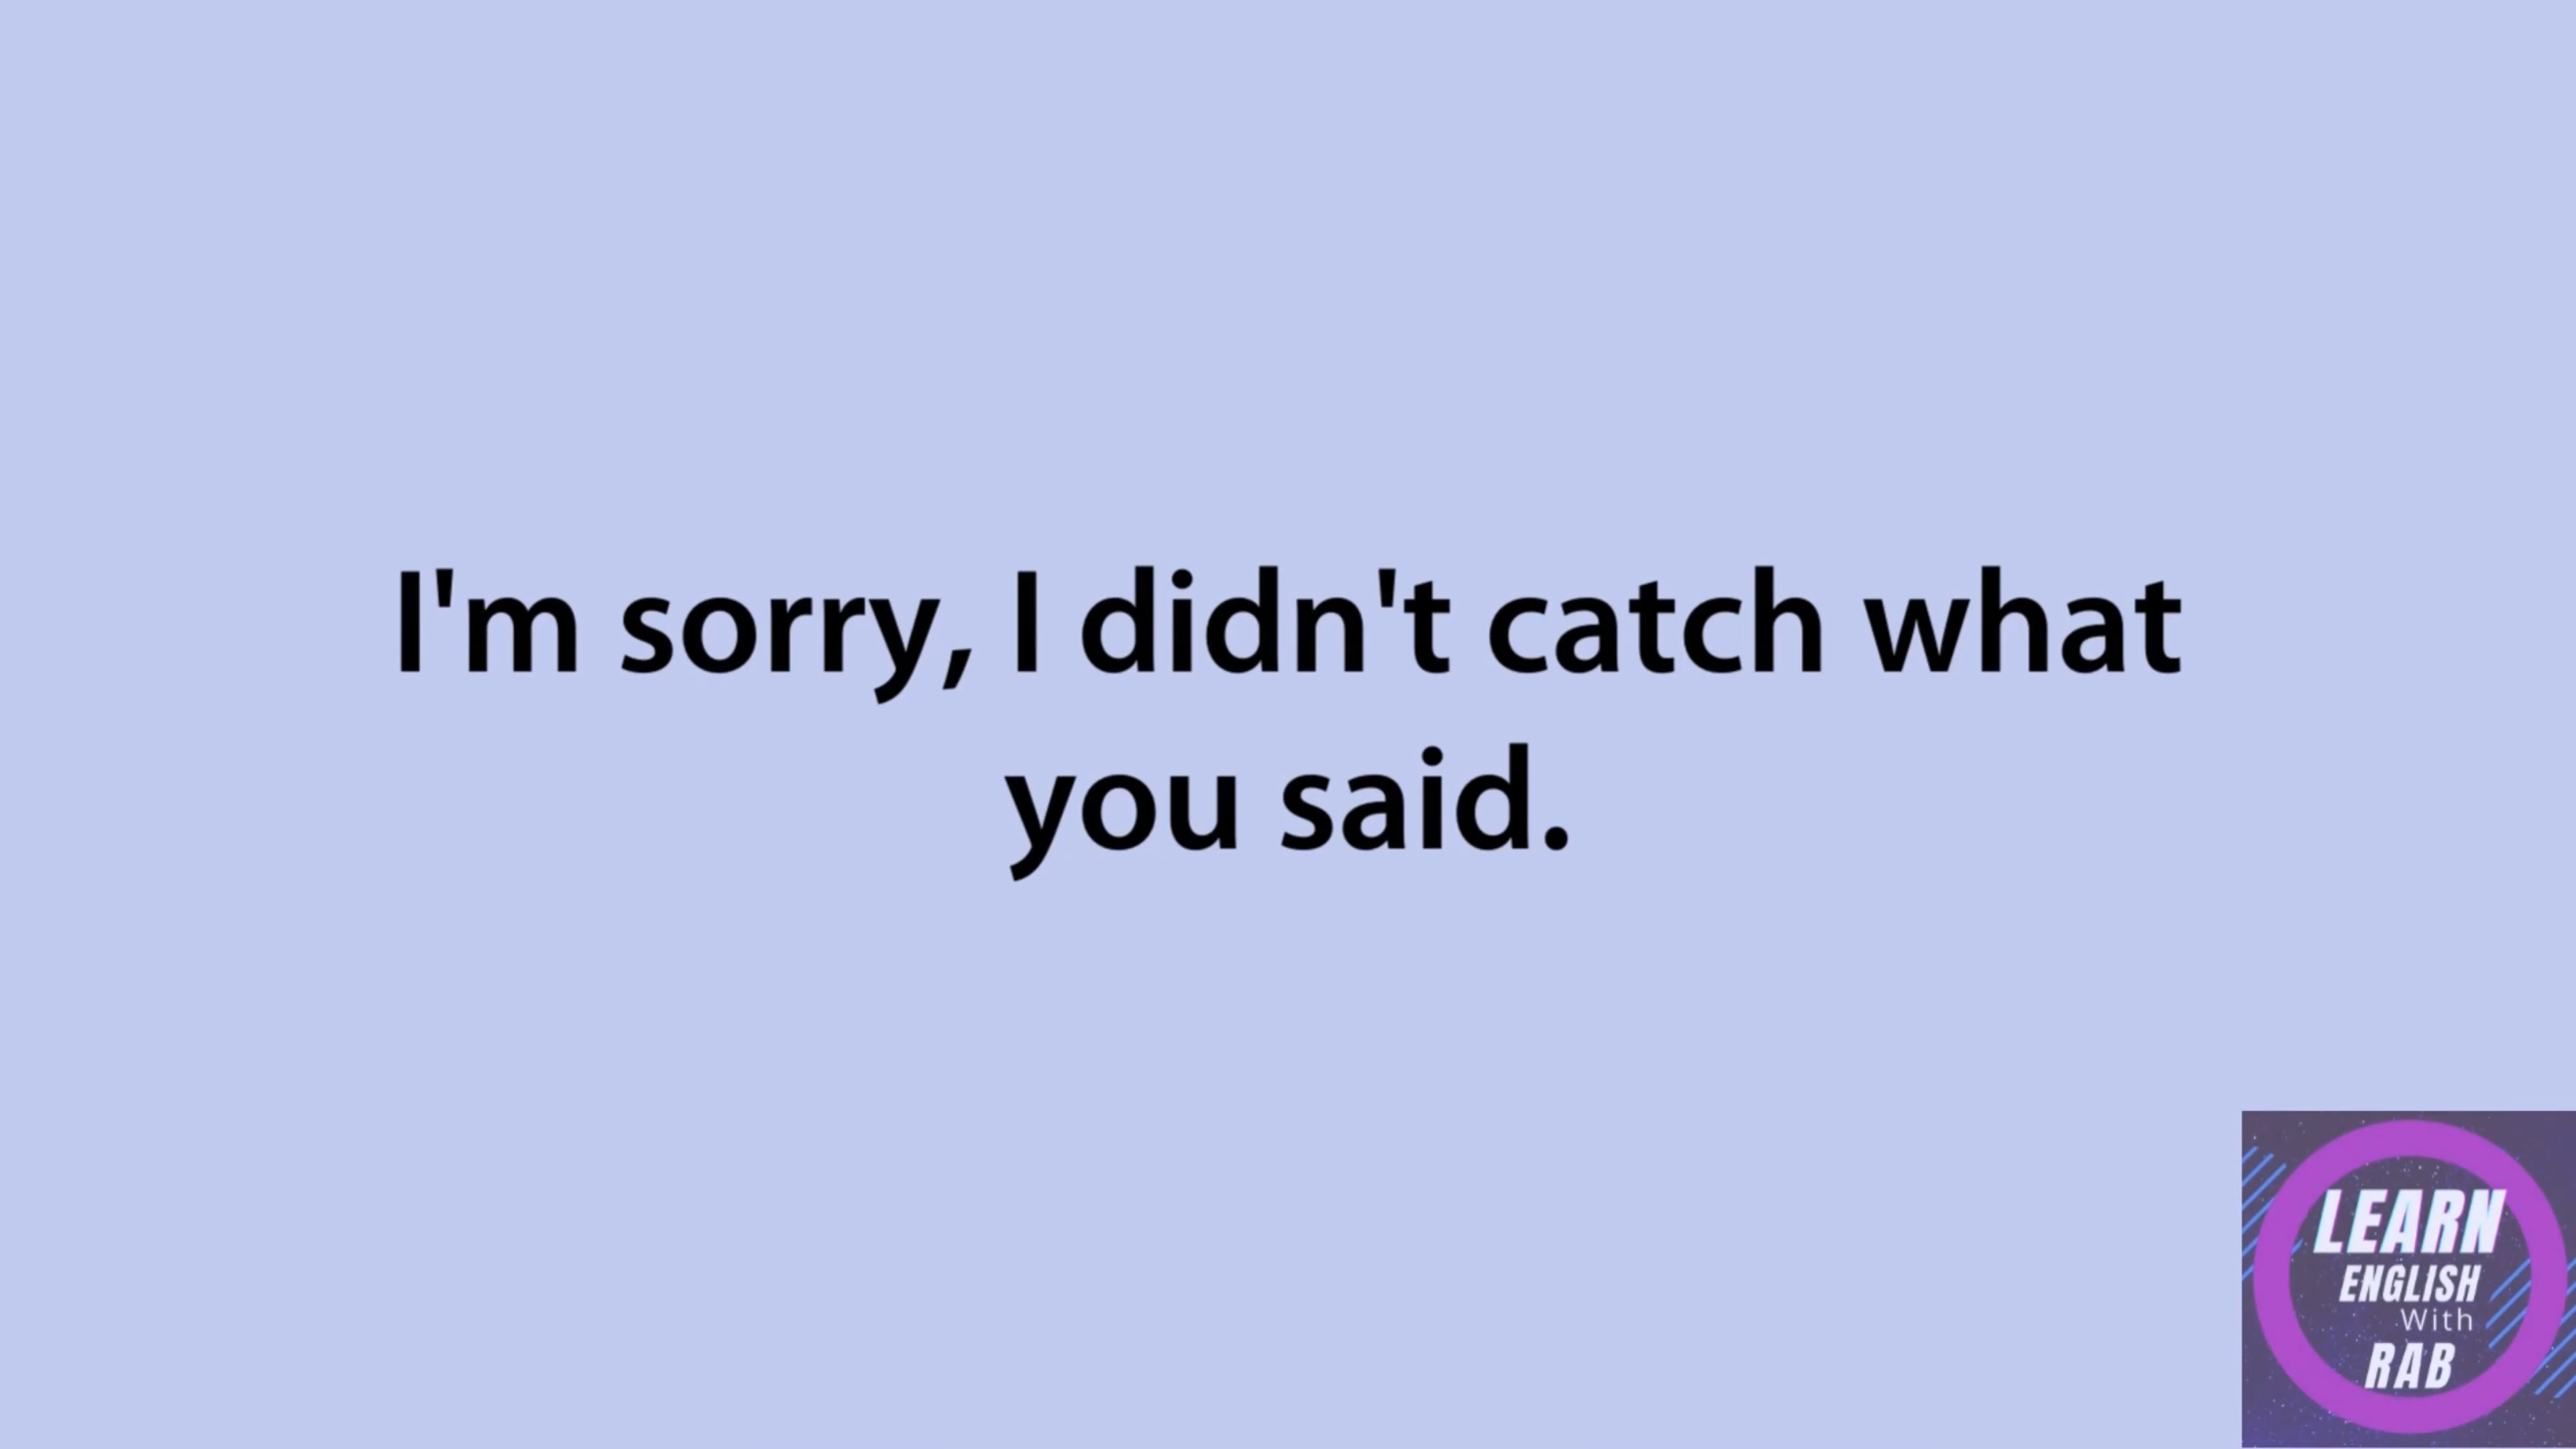 I'm sorry, I didn't catch what
you said.
LEARN
ENGLISH
With
RAB